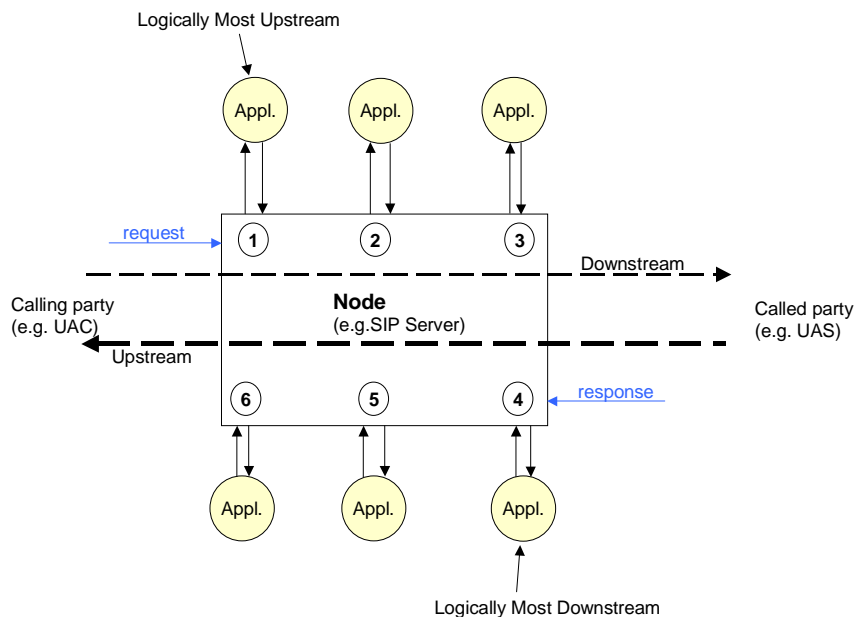 Logically Most Upstream
Appl.
Appl.
Appl.
request
1
2
3
Downstream
Calling party
(e.g. UAC)
Node
(e.g.SIP Server)
Called party
(e.g. UAS)
Upstream
6
5
4
response
Appl.
Appl.
Appl.
Logically Most Downstream